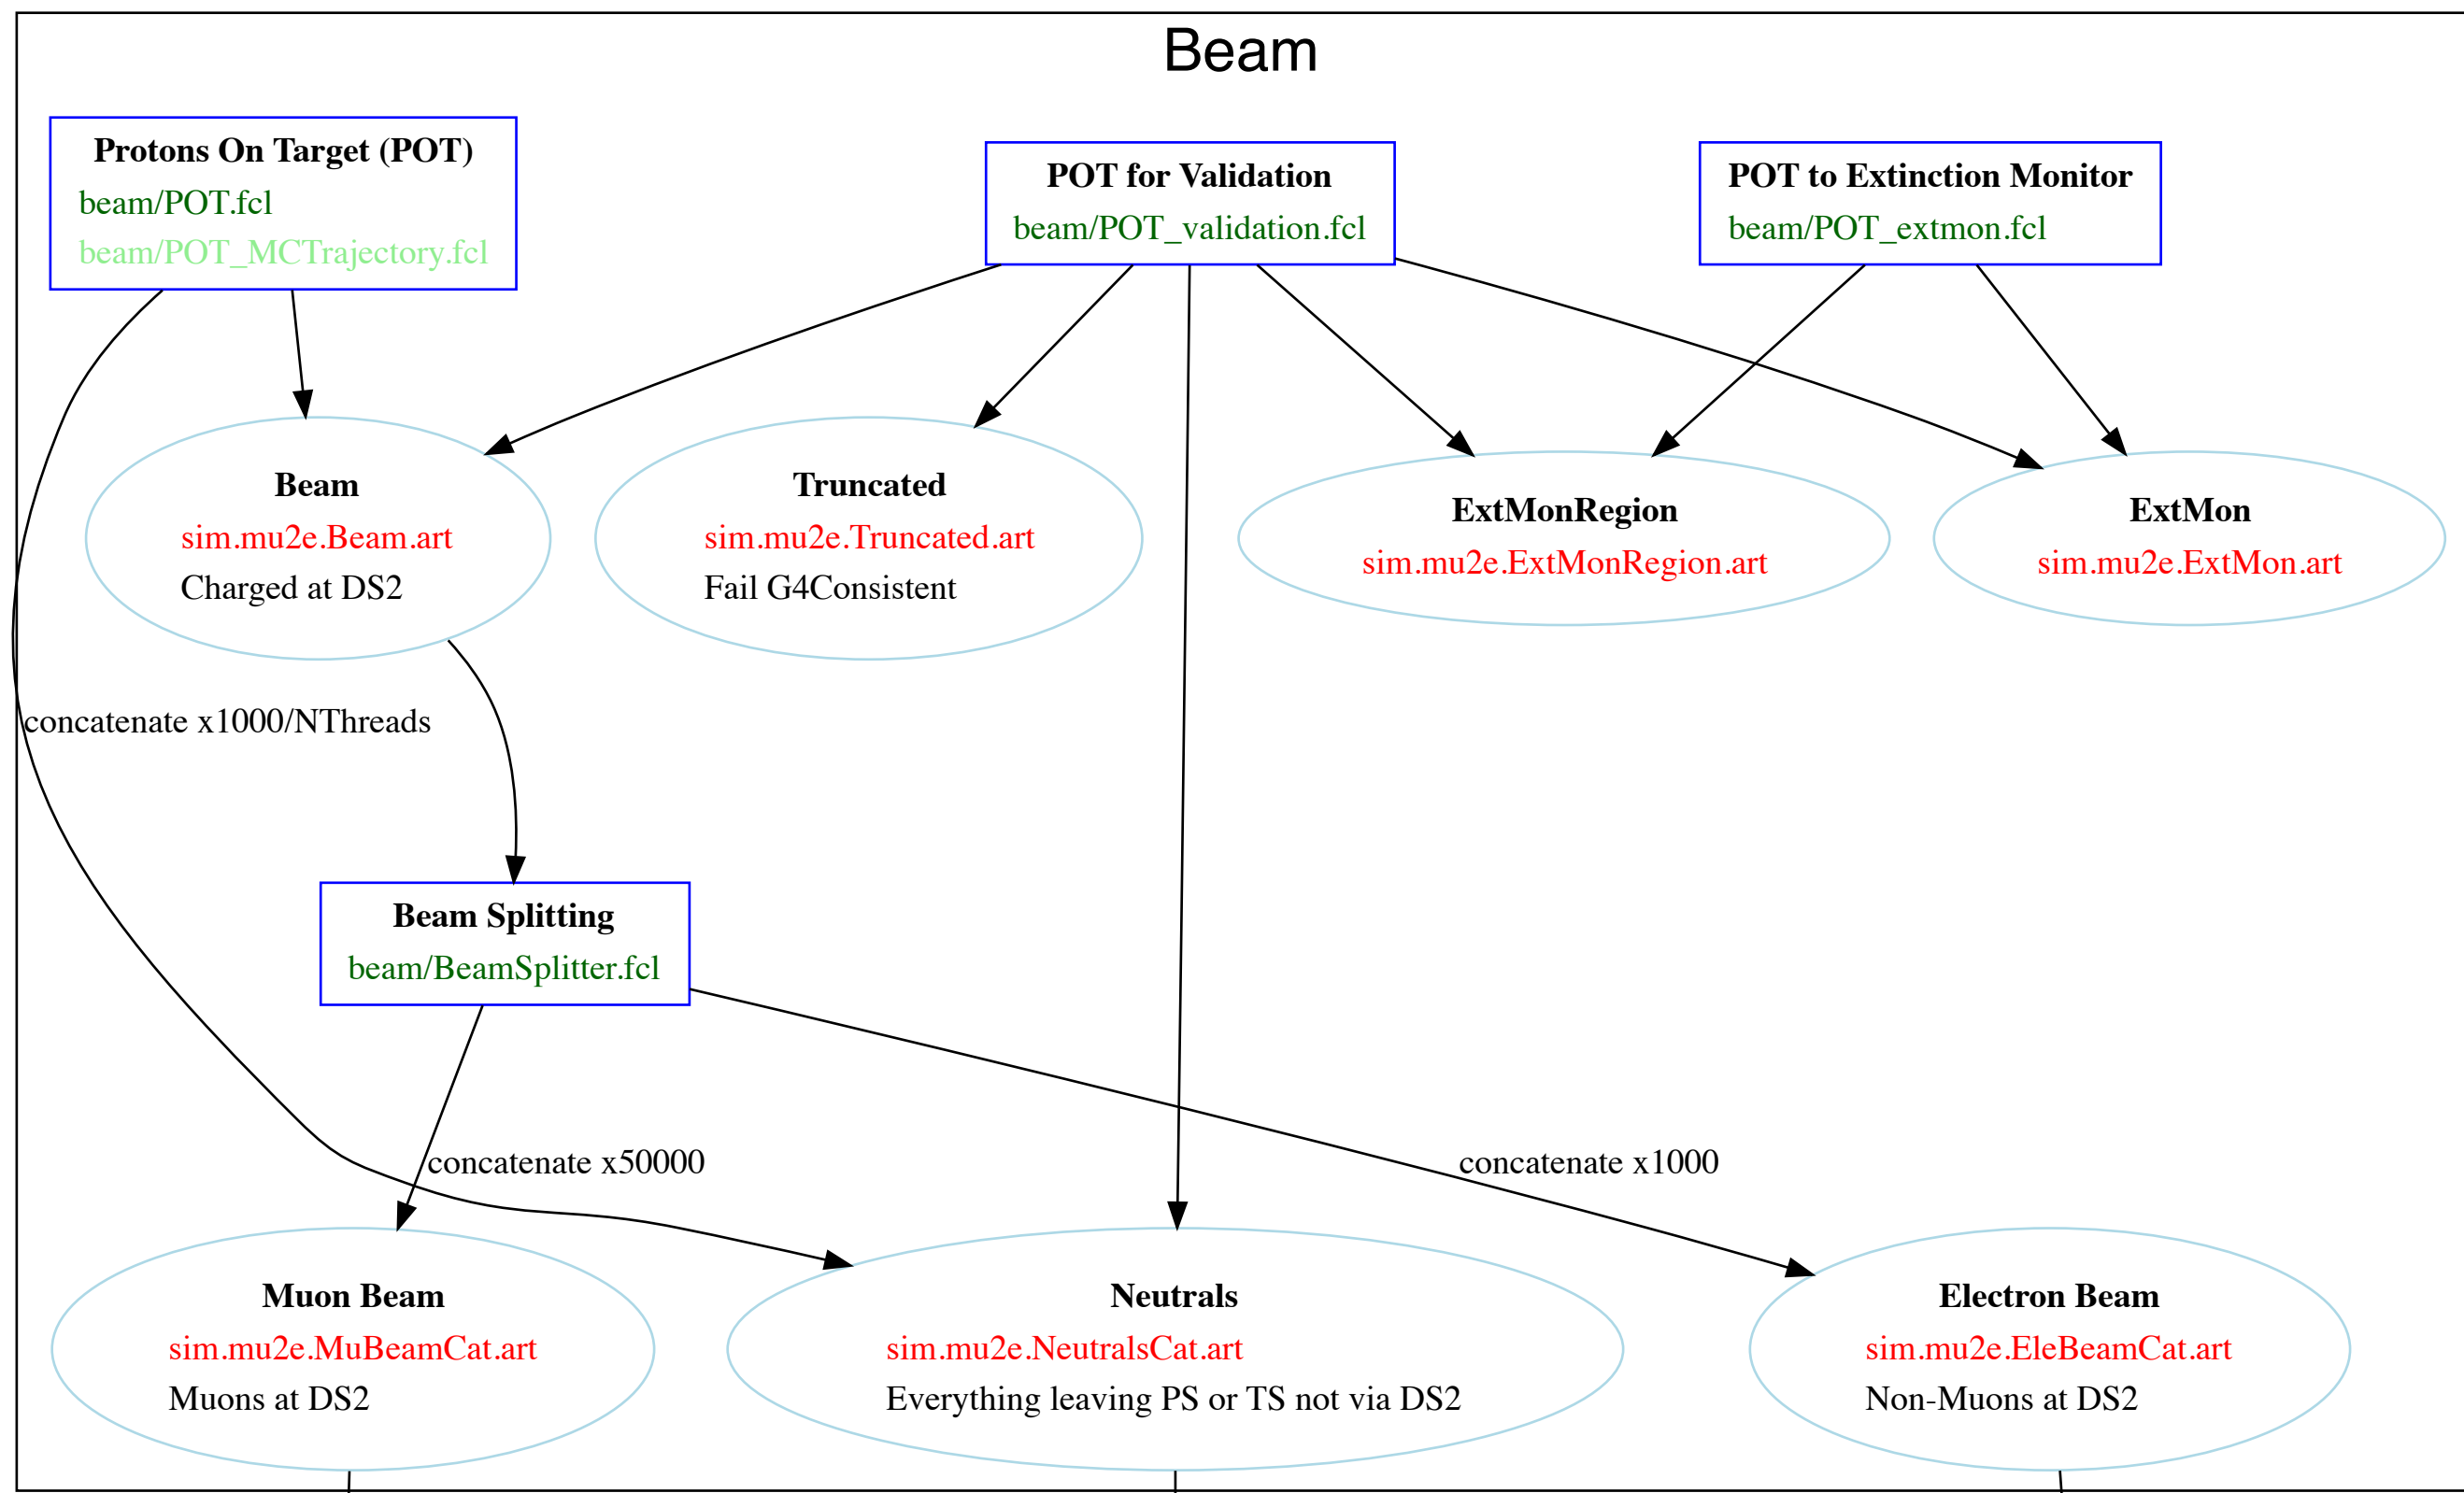 Beam
Protons On Target (POT)
beam/POT.fcl
beam/POT_MCTrajectory.fcl
POT for Validation
beam/POT_validation.fcl
POT to Extinction Monitor
beam/POT_extmon.fcl
Beam
sim.mu2e.Beam.art
Charged at DS2
Truncated
sim.mu2e.Truncated.art
Fail G4Consistent
ExtMonRegion
sim.mu2e.ExtMonRegion.art
ExtMon
sim.mu2e.ExtMon.art
concatenate x1000/NThreads
Beam Splitting
beam/BeamSplitter.fcl
concatenate x50000
concatenate x1000
Muon Beam
sim.mu2e.MuBeamCat.art
Muons at DS2
Neutrals
sim.mu2e.NeutralsCat.art
Everything leaving PS or TS not via DS2
Electron Beam
sim.mu2e.EleBeamCat.art
Non-Muons at DS2